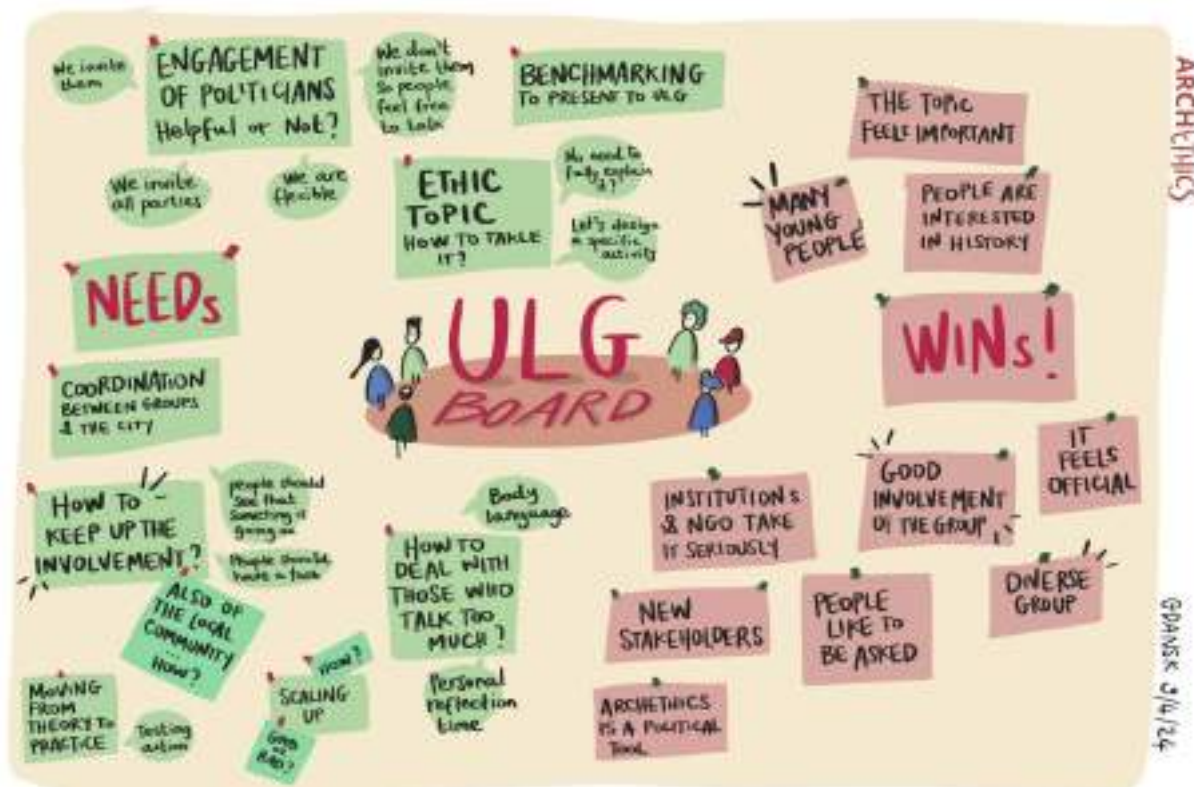 We invite
them
ENGAGEMENT
OF POLITICIANS
Helpful or Not?
We don't
invite them
so people
feel free
to talk
We invite
all parties
We are
flexible
BENCHMARKING
TO PRESENT TO ULG
ETHIC
TOPIC
HOW TO TAKLE
IT?
No need to
fully explain
it?
Let's design
a specific
activity
THE TOPIC
FEELS IMPORTANT
MANY
YOUNG
PEOPLE
PEOPLE ARE
INTERESTED
IN HISTORY
ARCHETHICS
NEEDs
ULG
BOARD
WINs!
COORDINATION
BETWEEN GROUPS
& THE CITY
HOW TO
KEEP UP THE
INVOLVEMENT?
people should
see that
something is
going on
People should
have a
ALSO OF
THE LOCAL
COMMUNITY
... HOW?
MOVING
FROM
THEORY TO
PRACTICE
Testing
action
HOW?
SCALING
UP
GOOD
or
BAD?
Body
language
HOW TO
DEAL WITH
THOSE WHO
TALK TOO
MUCH?
Personal
reflection
time
INSTITUTIONS
& NGO TAKE
IT SERIOUSLY
GOOD
INVOLVEMENT
OF THE GROUP
IT
FEELS
OFFICIAL
NEW
STAKEHOLDERS
PEOPLE
LIKE TO
BE ASKED
DIVERSE
GROUP
ARCHETHICS
IS A POLITICAL
TOOL
GDANSK 9/4/24